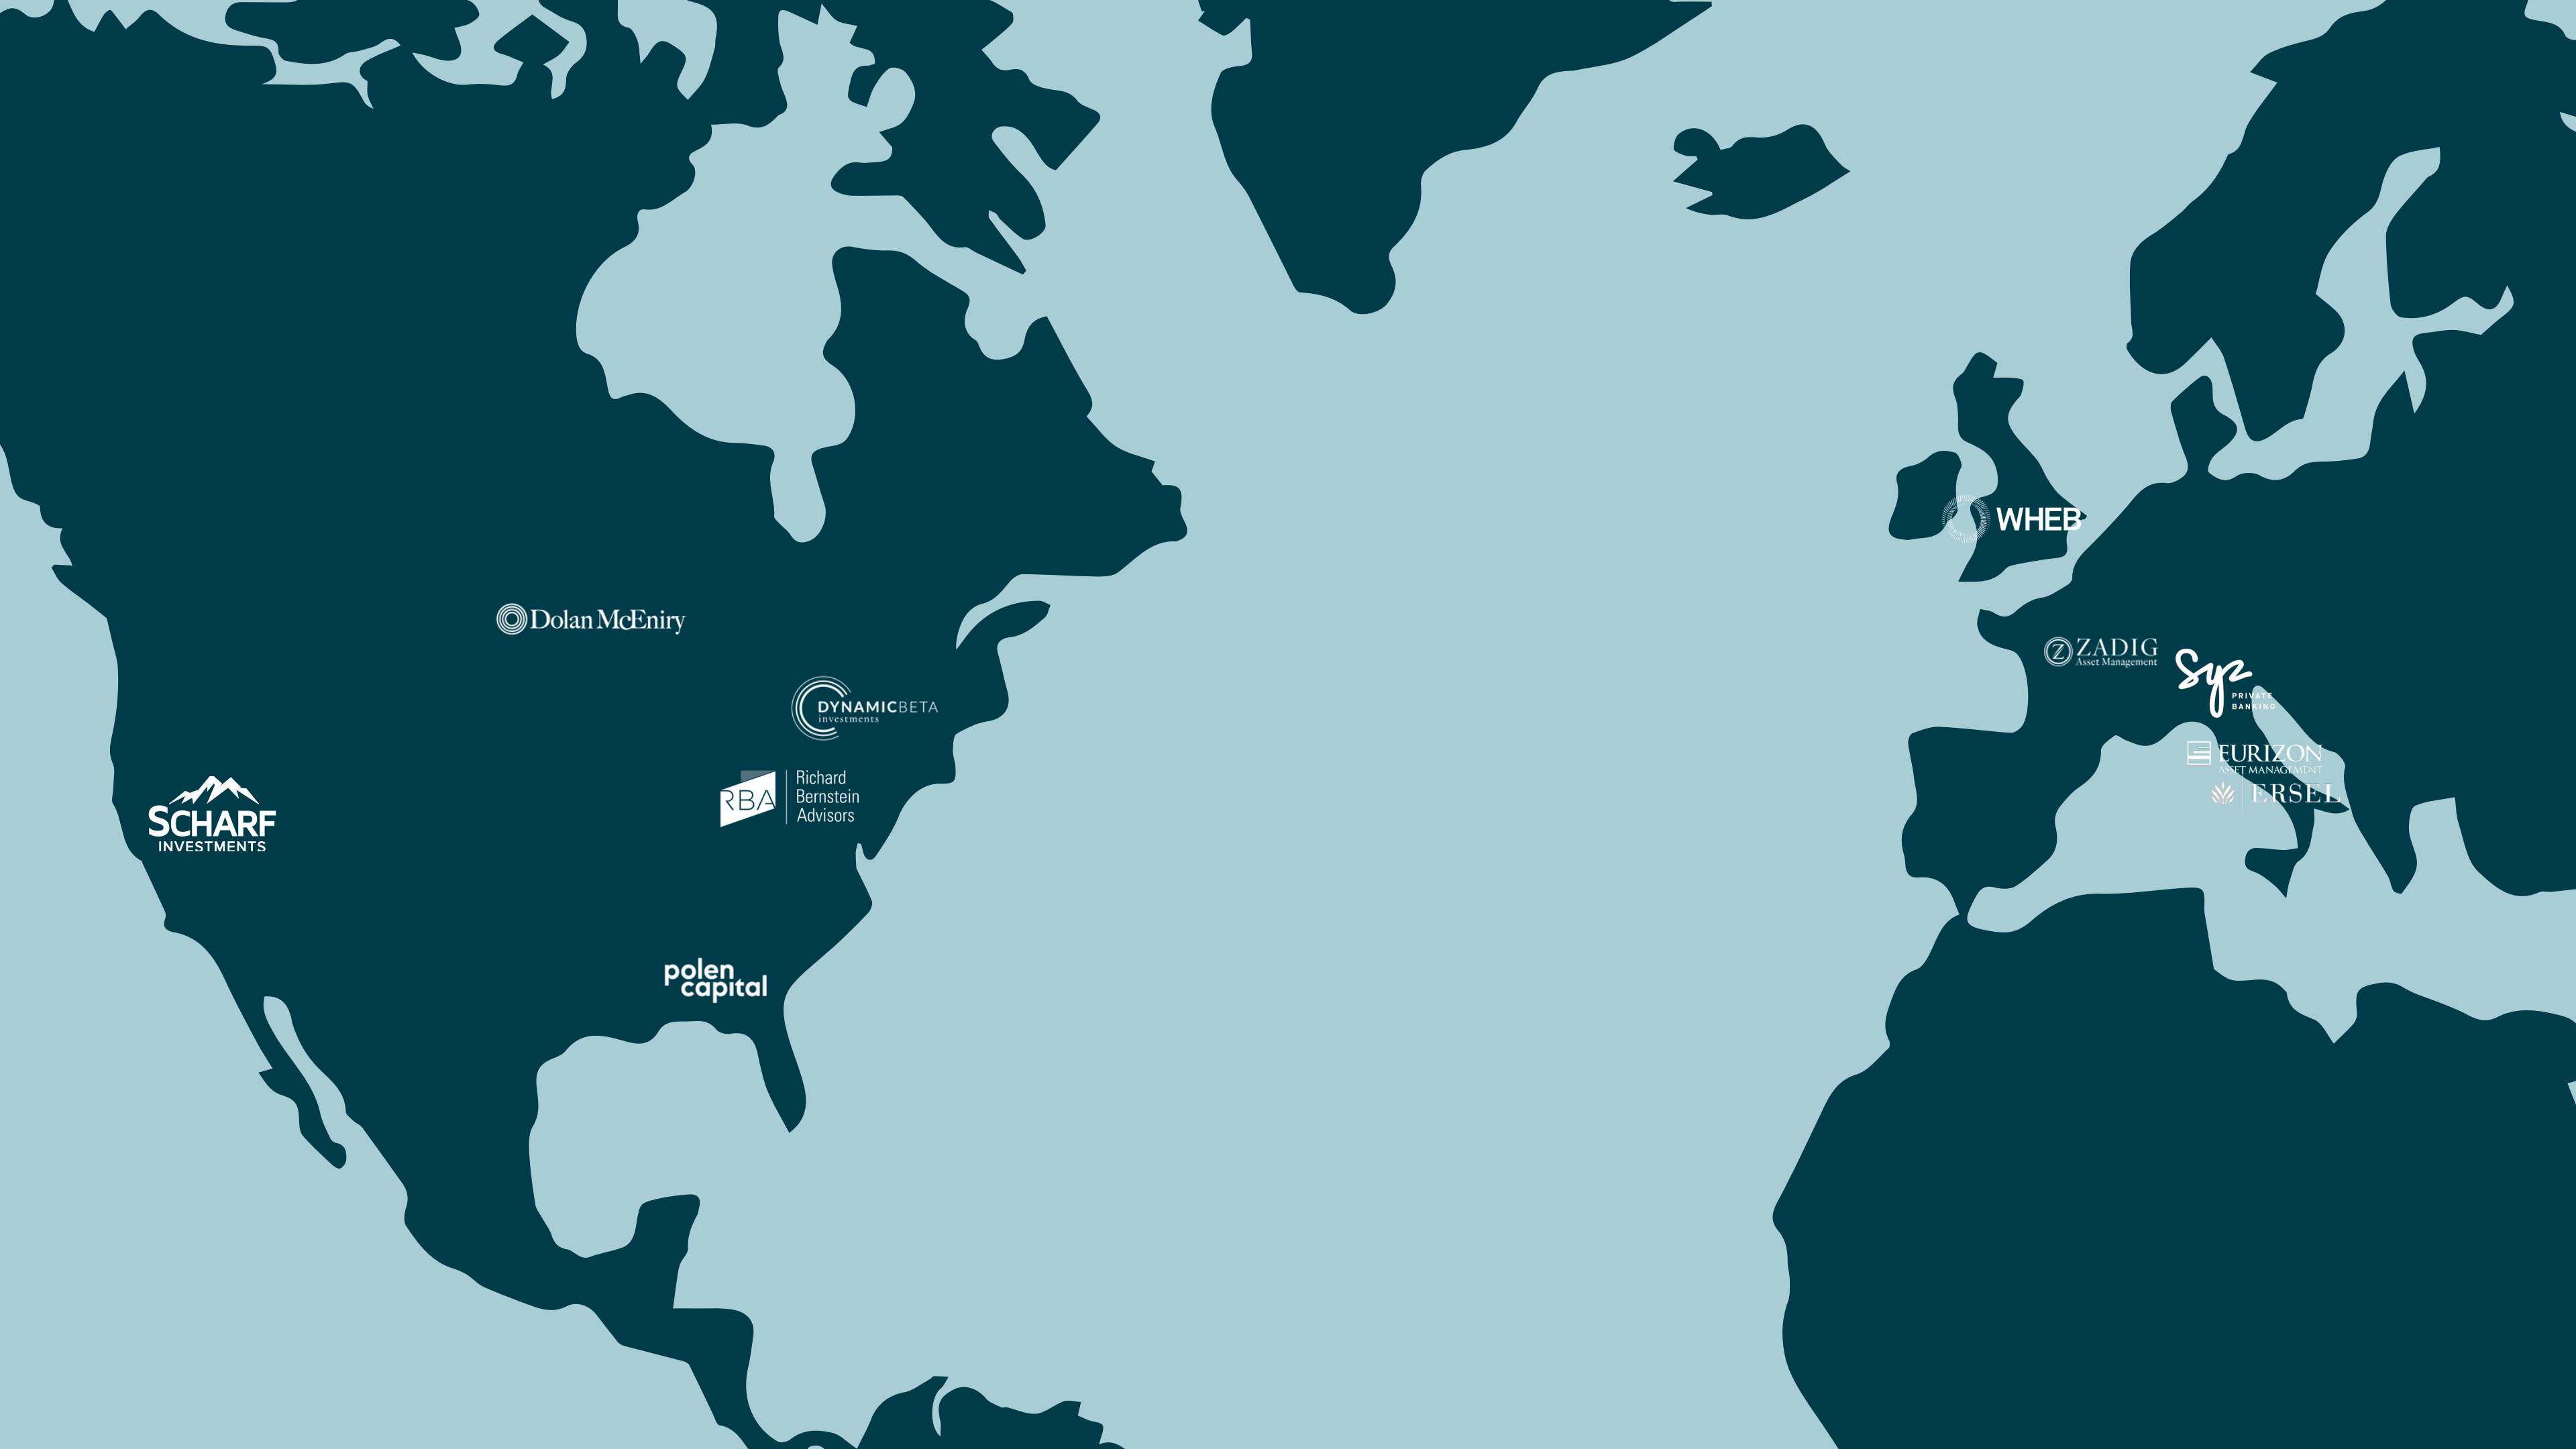 WHEB
Dolan McEniry
ZADIG
Asset Management
Syz
PRIVATE
BANKING
DYNAMICBETA
investments
EURIZON
ASSET MANAGEMENT
ERSEL
RBA
Richard
Bernstein
Advisors
SCHARF
INVESTMENTS
polen
capital